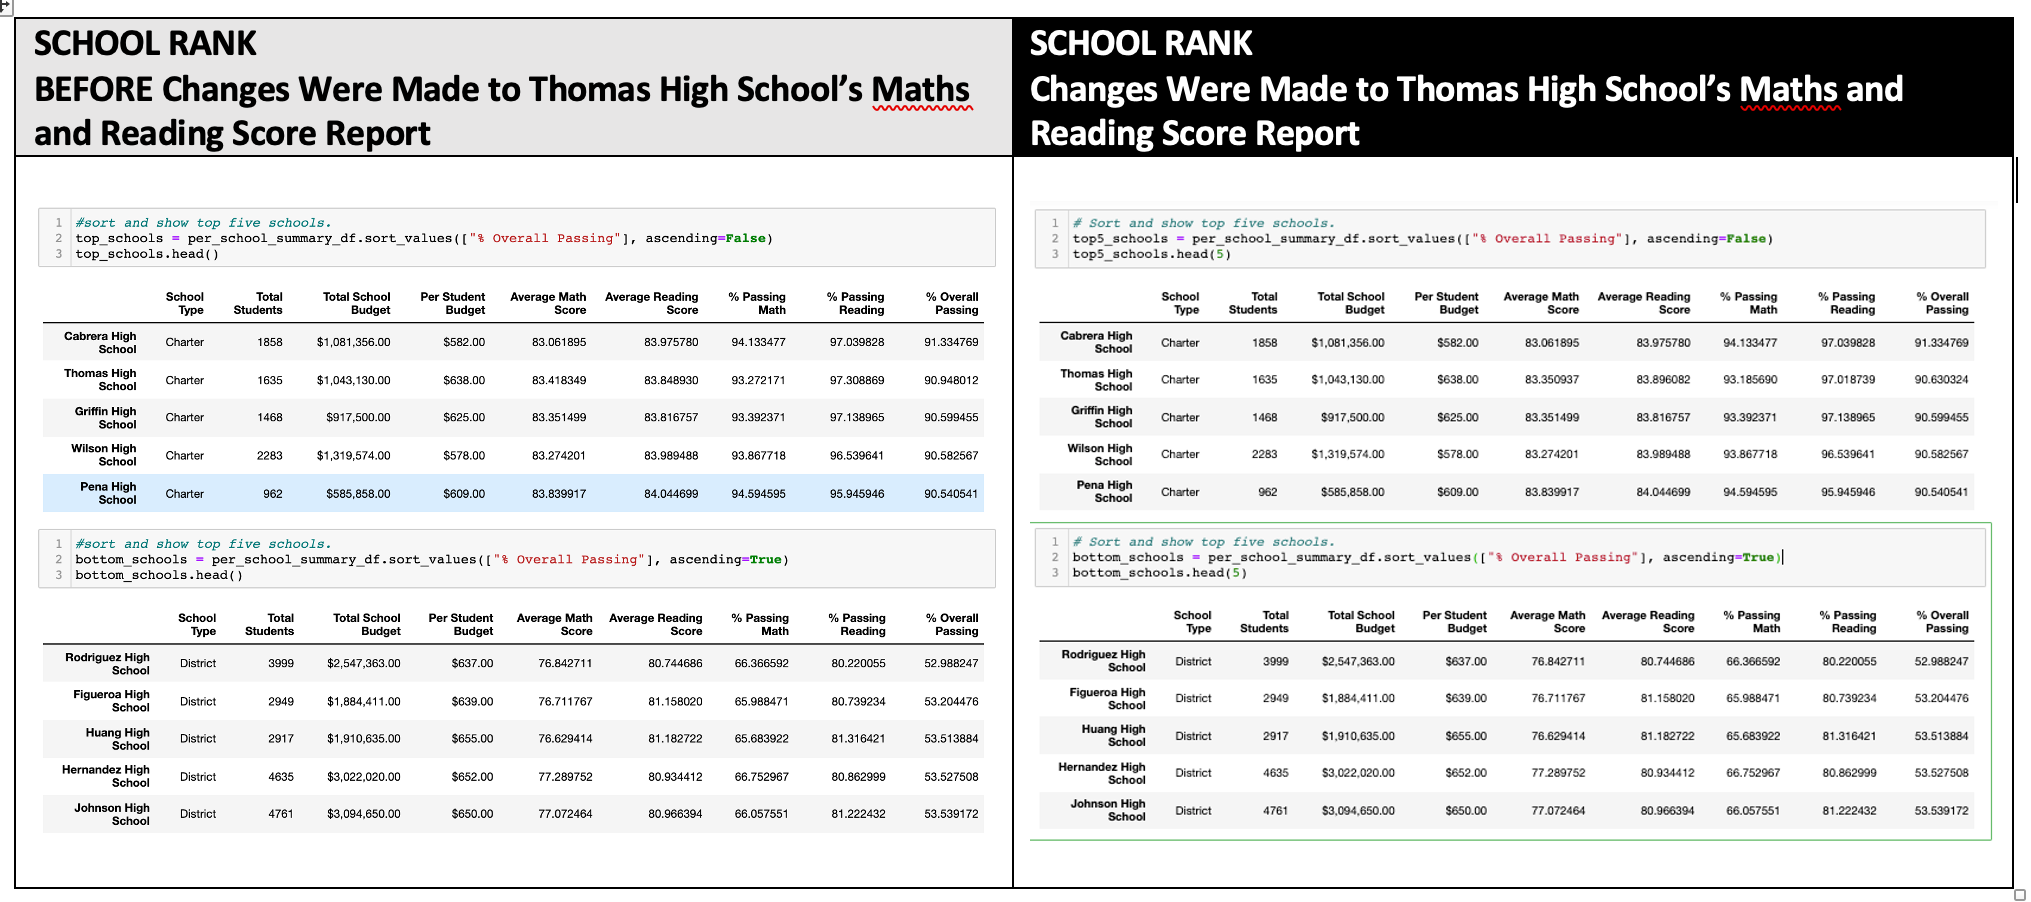 SCHOOL RANK
BEFORE Changes Were Made to Thomas High School’s Maths
and Reading Score Report
1 #sort and show top five schools.
2 top_schools = per_school_summary_df.sort_values(["% Overall Passing"], ascending=False)
3 top_schools.head()
School Type Total Students Total School Budget Per Student Budget Average Math Score Average Reading Score % Passing Math % Passing Reading % Overall Passing
Cabrera High School Charter 1858 $1,081,356.00 $582.00 83.061895 83.975780 94.133477 97.039828 91.334769
Thomas High School Charter 1635 $1,043,130.00 $638.00 83.418349 83.848930 93.272171 97.308869 90.948012
Griffin High School Charter 1468 $917,500.00 $625.00 83.351499 83.816757 93.392371 97.138965 90.599455
Wilson High School Charter 2283 $1,319,574.00 $578.00 83.274201 83.989488 93.867718 96.539641 90.582567
Pena High School Charter 962 $585,858.00 $609.00 83.839917 84.044699 94.594595 95.945946 90.540541
1 #sort and show top five schools.
2 bottom_schools = per_school_summary_df.sort_values(["% Overall Passing"], ascending=True)
3 bottom_schools.head()
School Type Total Students Total School Budget Per Student Budget Average Math Score Average Reading Score % Passing Math % Passing Reading % Overall Passing
Rodriguez High School District 3999 $2,547,363.00 $637.00 76.842711 80.744686 66.366592 80.220055 52.988247
Figueroa High School District 2949 $1,884,411.00 $639.00 76.711767 81.158020 65.988471 80.739234 53.204476
Huang High School District 2917 $1,910,635.00 $655.00 76.629414 81.182722 65.683922 81.316421 53.513884
Hernandez High School District 4635 $3,022,020.00 $652.00 77.289752 80.934412 66.752967 80.862999 53.527508
Johnson High School District 4761 $3,094,650.00 $650.00 77.072464 80.966394 66.057551 81.222432 53.539172
SCHOOL RANK
Changes Were Made to Thomas High School’s Maths and
Reading Score Report
1 # Sort and show top five schools.
2 top5_schools = per_school_summary_df.sort_values(["% Overall Passing"], ascending=False)
3 top5_schools.head(5)
School Type Total Students Total School Budget Per Student Budget Average Math Score Average Reading Score % Passing Math % Passing Reading % Overall Passing
Cabrera High School Charter 1858 $1,081,356.00 $582.00 83.061895 83.975780 94.133477 97.039828 91.334769
Thomas High School Charter 1635 $1,043,130.00 $638.00 83.350937 83.896082 93.185690 97.018739 90.630324
Griffin High School Charter 1468 $917,500.00 $625.00 83.351499 83.816757 93.392371 97.138965 90.599455
Wilson High School Charter 2283 $1,319,574.00 $578.00 83.274201 83.989488 93.867718 96.539641 90.582567
Pena High School Charter 962 $585,858.00 $609.00 83.839917 84.044699 94.594595 95.945946 90.540541
1 # Sort and show top five schools.
2 bottom_schools = per_school_summary_df.sort_values(["% Overall Passing"], ascending=True)
3 bottom_schools.head(5)
School Type Total Students Total School Budget Per Student Budget Average Math Score Average Reading Score % Passing Math % Passing Reading % Overall Passing
Rodriguez High School District 3999 $2,547,363.00 $637.00 76.842711 80.744686 66.366592 80.220055 52.988247
Figueroa High School District 2949 $1,884,411.00 $639.00 76.711767 81.158020 65.988471 80.739234 53.204476
Huang High School District 2917 $1,910,635.00 $655.00 76.629414 81.182722 65.683922 81.316421 53.513884
Hernandez High School District 4635 $3,022,020.00 $652.00 77.289752 80.934412 66.752967 80.862999 53.527508
Johnson High School District 4761 $3,094,650.00 $650.00 77.072464 80.966394 66.057551 81.222432 53.539172